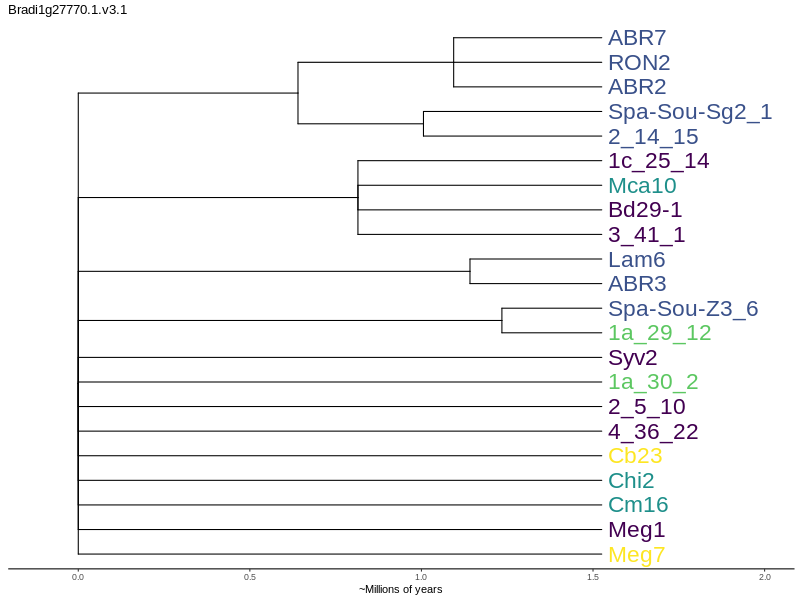 Bradi1g27770.1.v3.1
ABR7
RON2
ABR2
Spa-Sou-Sg2_1
2_14_15
1c_25_14
Mca10
Bd29-1
3_41_1
Lam6
ABR3
Spa-Sou-Z3_6
1a_29_12
Syv2
1a_30_2
2_5_10
4_36_22
Cb23
Chi2
Cm16
Meg1
Meg7
0.0 0.5 1.0 1.5 2.0
~Millions of years